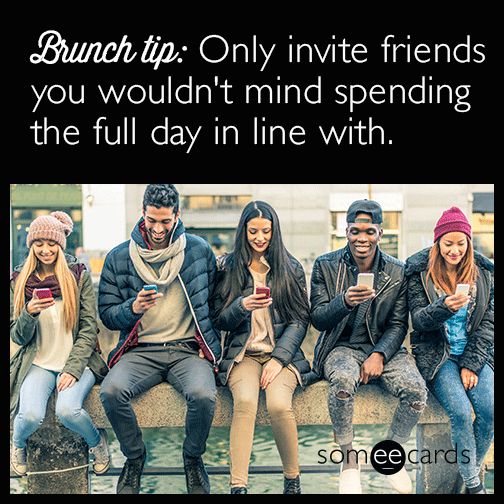 Brunch tip: Only invite friends
you wouldn't mind spending
the full day in line with.
someecards